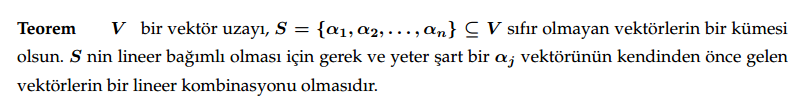 Teorem V bir vektör uzayı, S = {α₁, α₂, . . . , αₙ} ⊆ V sıfır olmayan vektörlerin bir kümesi
olsun. S nin lineer bağımlı olması için gerek ve yeter şart bir αⱼ vektörünün kendinden önce gelen
vektörlerin bir lineer kombinasyonu olmasıdır.